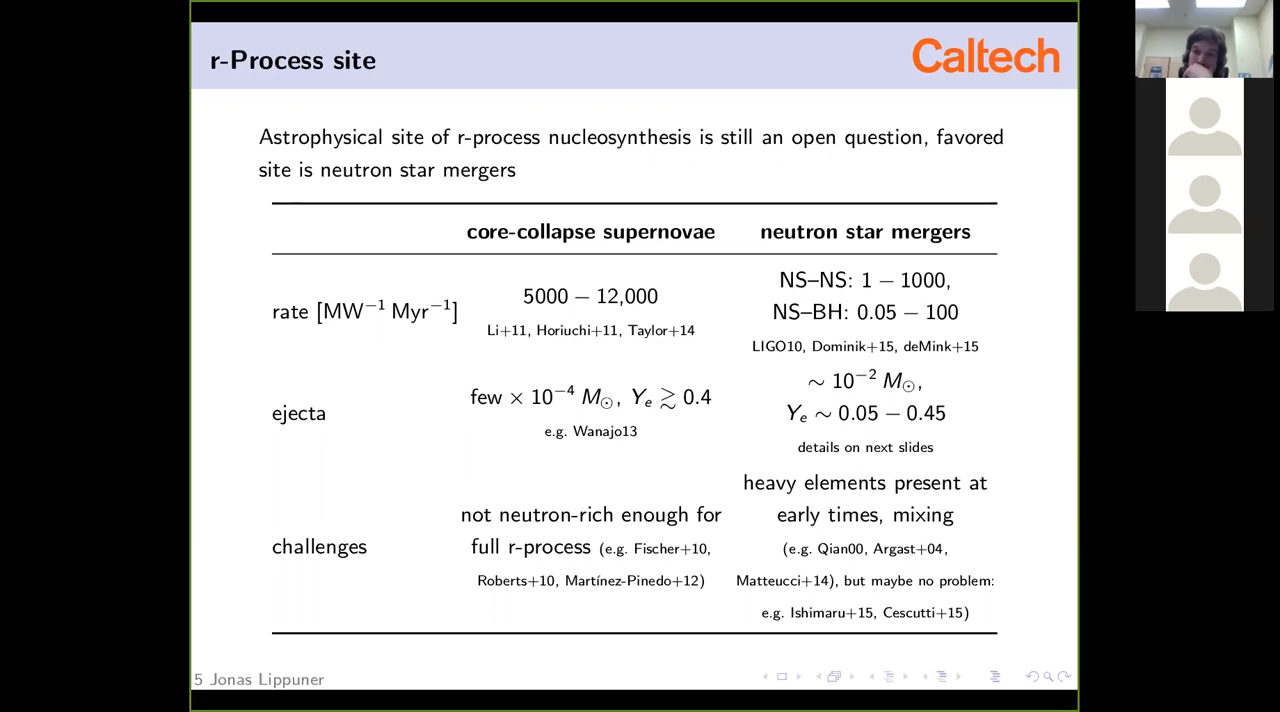 r-Process site
Caltech
Astrophysical site of r-process nucleosynthesis is still an open question, favored
site is neutron star mergers
core-collapse supernovae
neutron star mergers
rate [MW⁻¹ Myr⁻¹]
5000 – 12,000
Li+11, Horiuchi+11, Taylor+14
NS–NS: 1 – 1000,
NS–BH: 0.05 – 100
LIGO10, Dominik+15, deMink+15
ejecta
few × 10⁻⁴ M⊙, Yₑ ≳ 0.4
e.g. Wanajo13
∼ 10⁻² M⊙,
Yₑ ∼ 0.05 – 0.45
details on next slides
challenges
not neutron-rich enough for
full r-process (e.g. Fischer+10,
Roberts+10, Martínez-Pinedo+12)
heavy elements present at
early times, mixing
(e.g. Qian00, Argast+04,
Matteucci+14), but maybe no problem:
e.g. Ishimaru+15, Cescutti+15)
5 Jonas Lippuner